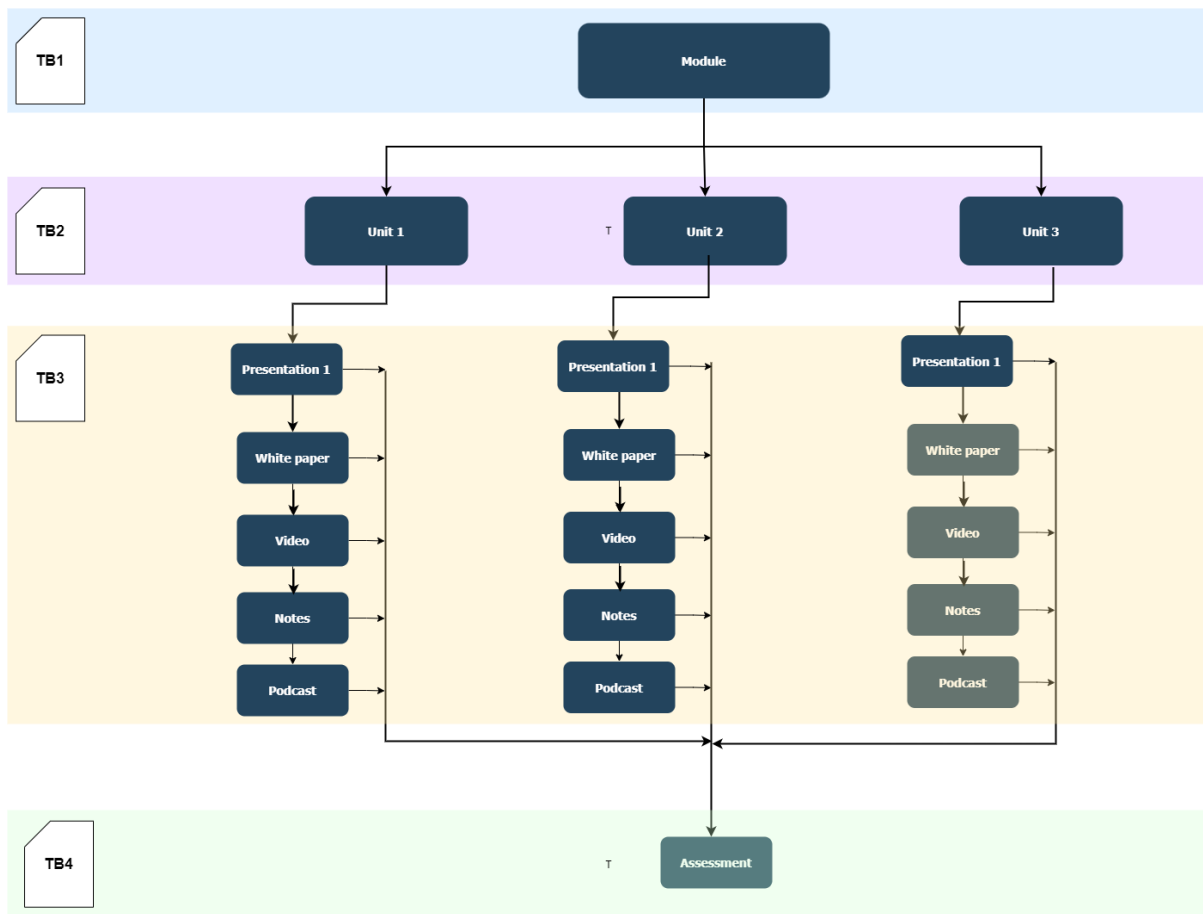 TB1
Module
TB2
Unit 1
T
Unit 2
Unit 3
TB3
Presentation 1
Presentation 1
Presentation 1
White paper
White paper
White paper
Video
Video
Video
Notes
Notes
Notes
Podcast
Podcast
Podcast
TB4
T
Assessment